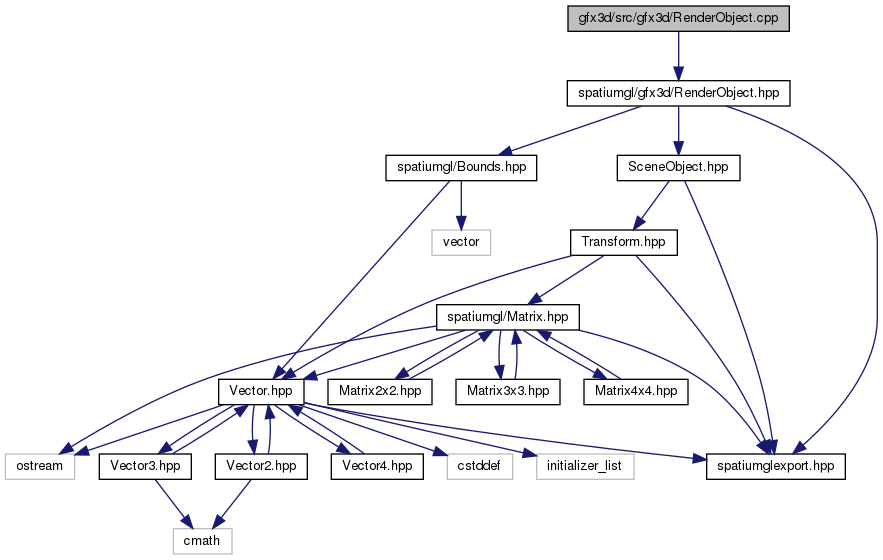 gfx3d/src/gfx3d/RenderObject.cpp
spatiumgl/gfx3d/RenderObject.hpp
spatiumgl/Bounds.hpp
SceneObject.hpp
vector
Transform.hpp
spatiumgl/Matrix.hpp
Vector.hpp
Matrix2x2.hpp
Matrix3x3.hpp
Matrix4x4.hpp
ostream
Vector3.hpp
Vector2.hpp
Vector4.hpp
cstddef
initializer_list
spatiumglexport.hpp
cmath